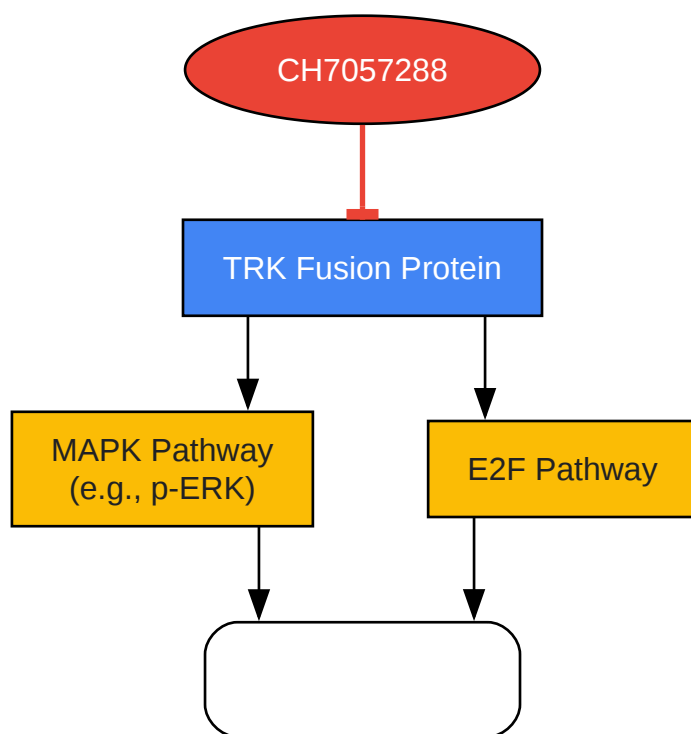 CH7057288
TRK Fusion Protein
MAPK Pathway
(e.g., p-ERK)
E2F Pathway